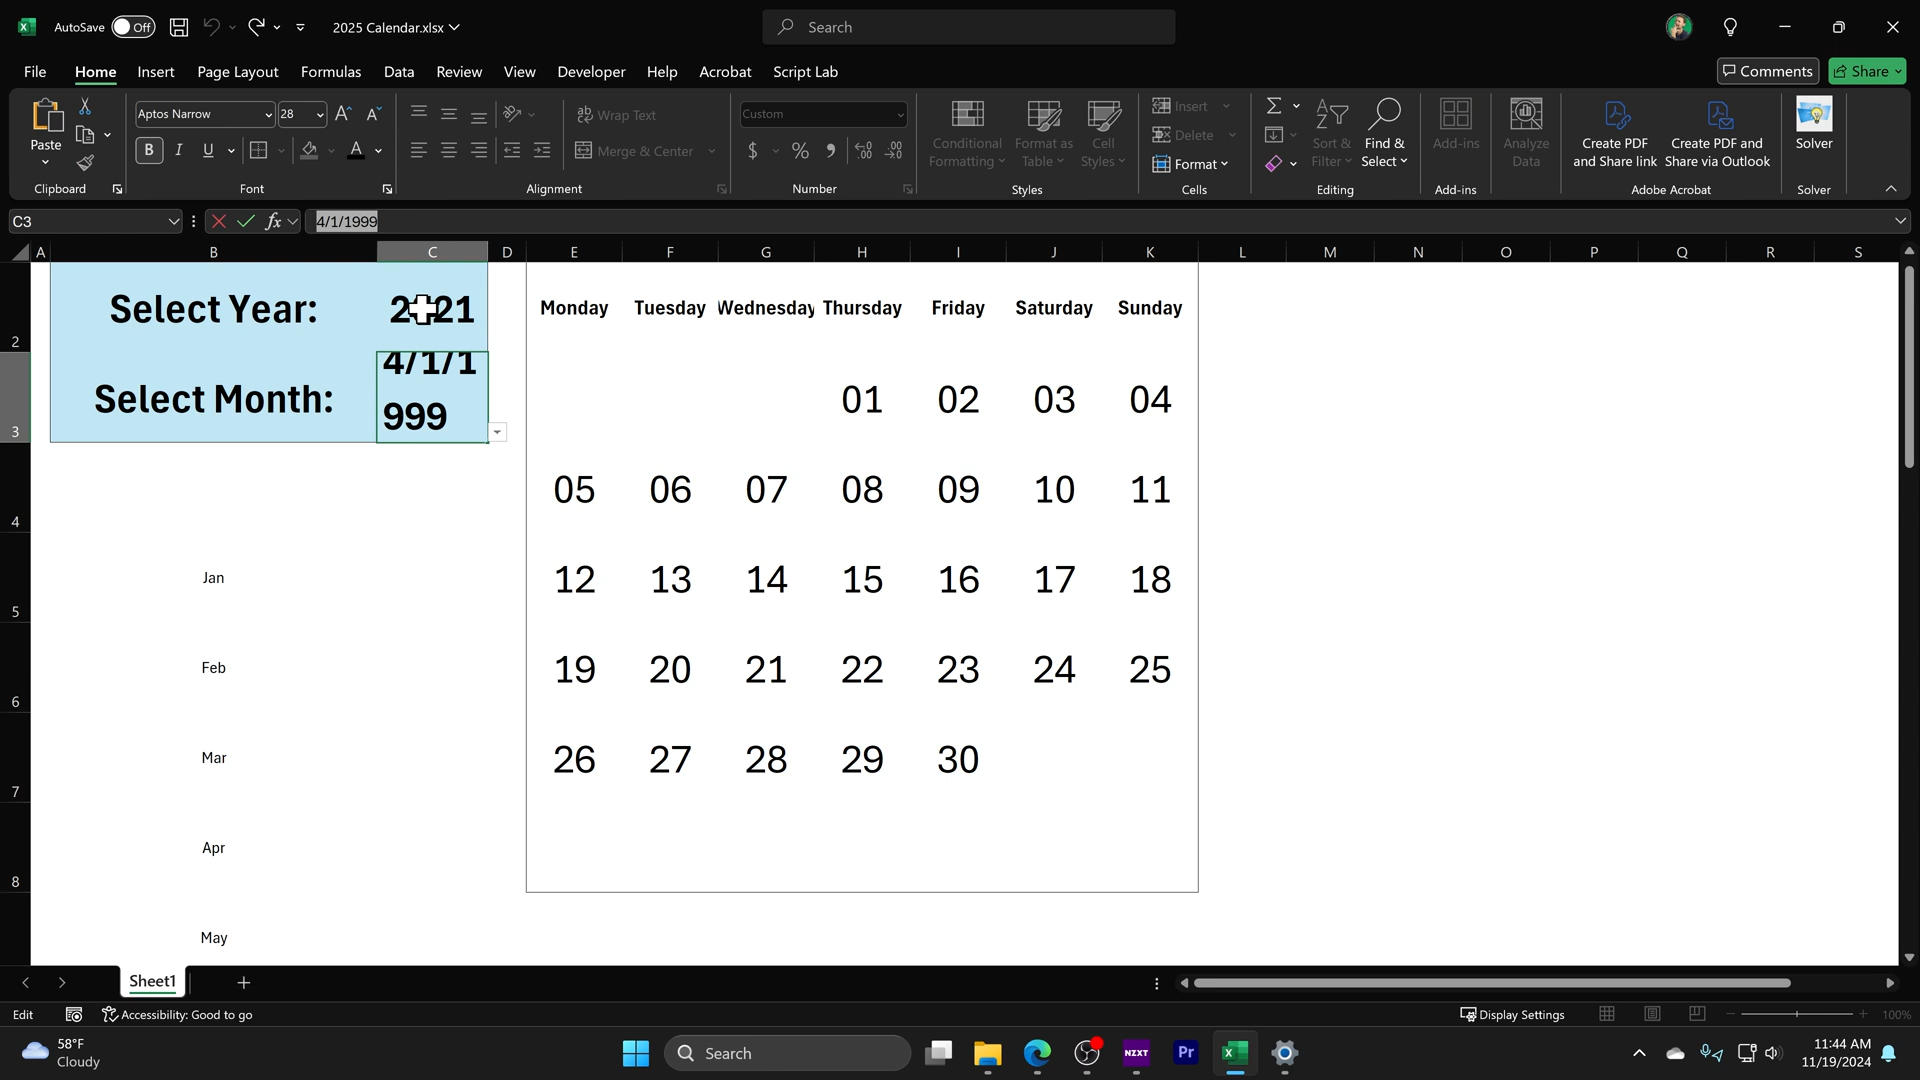 AutoSave Off 2025 Calendar.xlsx Search
File Home Insert Page Layout Formulas Data Review View Developer Help Acrobat Script Lab Comments Share
Paste Aptos Narrow 28 Wrap Text Custom Conditional Formatting Format as Table Cell Styles Insert Sort & Filter Find & Select Add-ins Analyze Data Create PDF and Share link Create PDF and Share via Outlook Solver
B I U A Merge & Center $ % Delete
Format
Clipboard Font Alignment Number Styles Cells Editing Add-ins Adobe Acrobat Solver
C3 fx 4/1/1999
A B C D E F G H I J K L M N O P Q R S
Select Year: Monday Tuesday Wednesday Thursday Friday Saturday Sunday
2
Select Month: 4/1/1
999 01 02 03 04
3
05 06 07 08 09 10 11
4
Jan 12 13 14 15 16 17 18
5
Feb 19 20 21 22 23 24 25
6
Mar 26 27 28 29 30
7
Apr
8
May
Sheet1
Edit Accessibility: Good to go Display Settings 100%
58°F
Cloudy
Search NZXT Pr
11:44 AM
11/19/2024